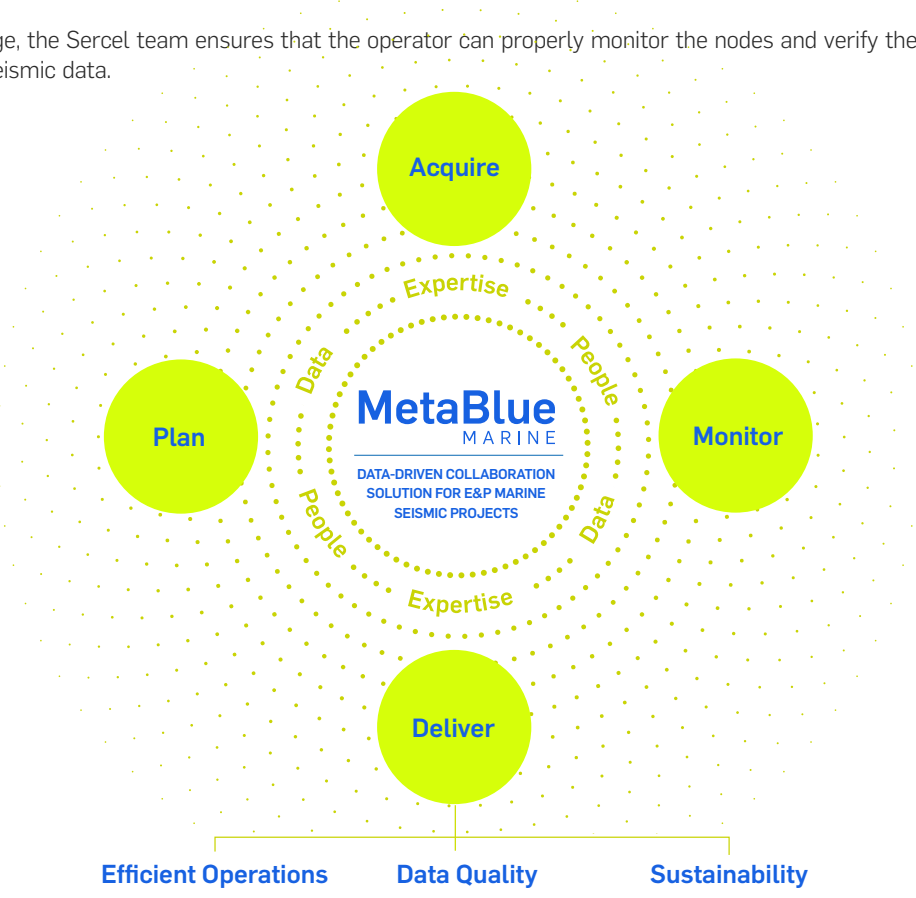 ge, the Sercel team ensures that the operator can properly monitor the nodes and verify the
eismic data.
Acquire
Expertise
Data
People
Plan
MetaBlue
MARINE
DATA-DRIVEN COLLABORATION
SOLUTION FOR E&P MARINE
SEISMIC PROJECTS
Monitor
People
Data
Expertise
Deliver
Efficient Operations
Data Quality
Sustainability